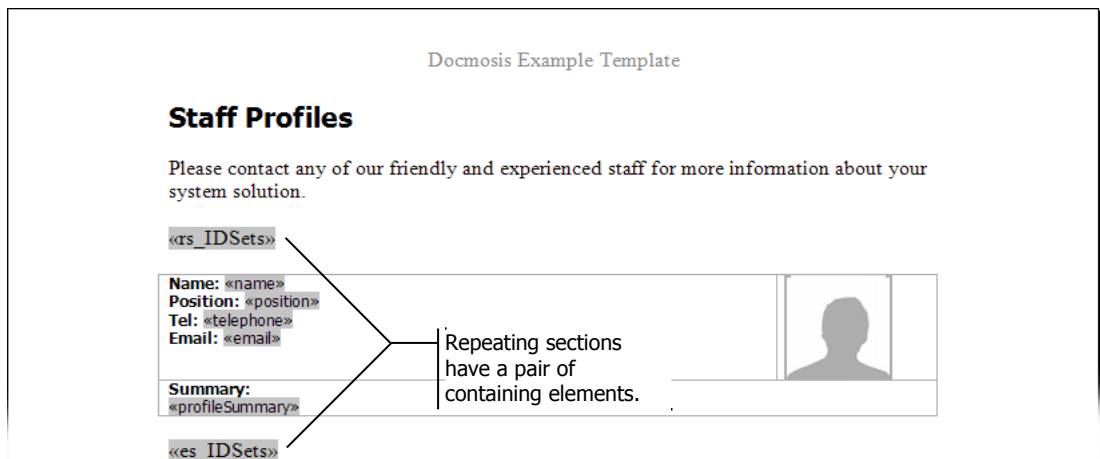 Docmosis Example Template
Staff Profiles
Please contact any of our friendly and experienced staff for more information about your
system solution.
«rs_IDSets»
Name: «name»
Position: «position»
Tel: «telephone»
Email: «email»
Summary:
«profileSummary»
Repeating sections
have a pair of
containing elements.
«es_IDSets»